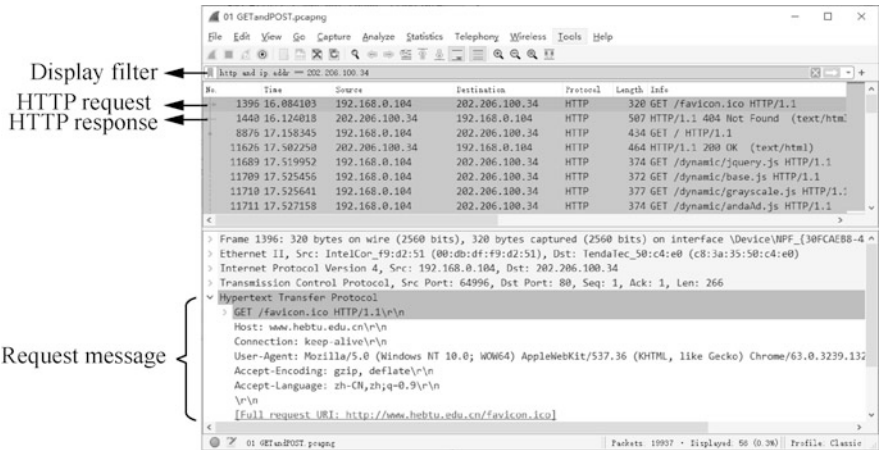 01 GETandPOST.pcapng
File Edit View Go Capture Analyze Statistics Telephony Wireless Tools Help
Display filter
http and ip.addr == 202.206.100.34
No. Time Source Destination Protocol Length Info
HTTP request
1396 16.084103 192.168.0.104 202.206.100.34 HTTP 320 GET /favicon.ico HTTP/1.1
HTTP response
1440 16.124018 202.206.100.34 192.168.0.104 HTTP 507 HTTP/1.1 404 Not Found (text/html
8876 17.158345 192.168.0.104 202.206.100.34 HTTP 434 GET / HTTP/1.1
11626 17.502250 202.206.100.34 192.168.0.104 HTTP 464 HTTP/1.1 200 OK (text/html)
11689 17.519952 192.168.0.104 202.206.100.34 HTTP 374 GET /dynamic/jquery.js HTTP/1.1
11709 17.525456 192.168.0.104 202.206.100.34 HTTP 372 GET /dynamic/base.js HTTP/1.1
11710 17.525641 192.168.0.104 202.206.100.34 HTTP 377 GET /dynamic/grayscale.js HTTP/1.1
11711 17.527158 192.168.0.104 202.206.100.34 HTTP 374 GET /dynamic/andaAd.js HTTP/1.1
Frame 1396: 320 bytes on wire (2560 bits), 320 bytes captured (2560 bits) on interface \Device\NPF_{30FCAEB8-4
Ethernet II, Src: IntelCor_f9:d2:51 (00:db:df:f9:d2:51), Dst: TendaTec_50:c4:e0 (c8:3a:35:50:c4:e0)
Internet Protocol Version 4, Src: 192.168.0.104, Dst: 202.206.100.34
Transmission Control Protocol, Src Port: 64996, Dst Port: 80, Seq: 1, Ack: 1, Len: 266
Hypertext Transfer Protocol
GET /favicon.ico HTTP/1.1\r\n
Host: www.hebtu.edu.cn\r\n
Connection: keep-alive\r\n
Request message
User-Agent: Mozilla/5.0 (Windows NT 10.0; WOW64) AppleWebKit/537.36 (KHTML, like Gecko) Chrome/63.0.3239.132
Accept-Encoding: gzip, deflate\r\n
Accept-Language: zh-CN,zh;q=0.9\r\n
\r\n
[Full request URI: http://www.hebtu.edu.cn/favicon.ico]
01 GETandPOST.pcapng Packets: 19937 · Displayed: 56 (0.3%) Profile: Classic